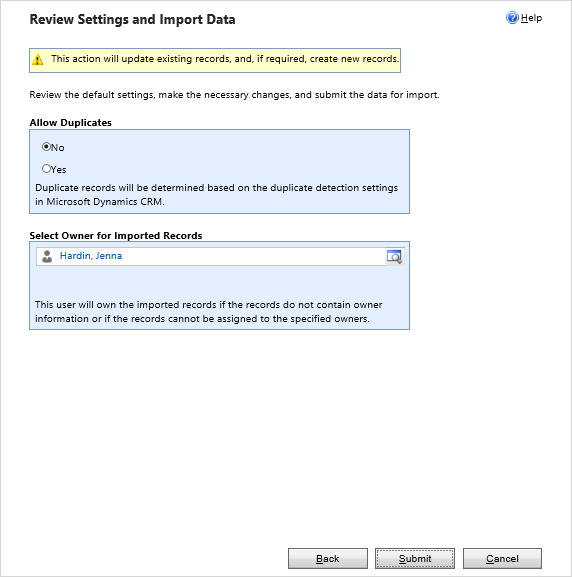 Review Settings and Import Data
Help
This action will update existing records, and, if required, create new records.
Review the default settings, make the necessary changes, and submit the data for import.
Allow Duplicates
No
Yes
Duplicate records will be determined based on the duplicate detection settings
in Microsoft Dynamics CRM.
Select Owner for Imported Records
Hardin, Jenna
This user will own the imported records if the records do not contain owner
information or if the records cannot be assigned to the specified owners.
Back
Submit
Cancel